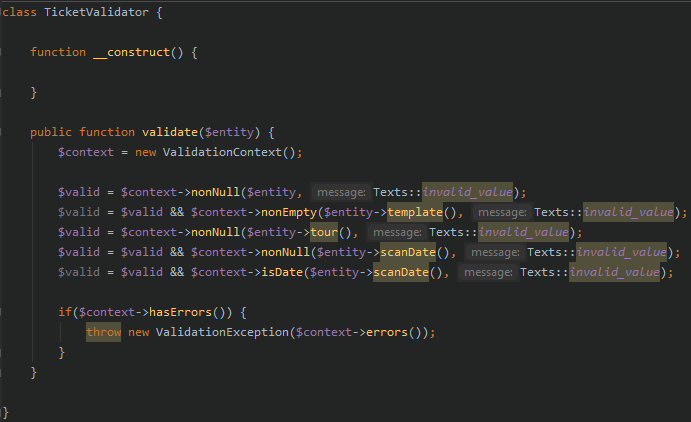 class TicketValidator {
function __construct() {
}
public function validate($entity) {
$context = new ValidationContext();
$valid = $context->nonNull($entity, message: Texts::invalid_value);
$valid = $valid && $context->nonEmpty($entity->template(), message: Texts::invalid_value);
$valid = $context->nonNull($entity->tour(), message: Texts::invalid_value);
$valid = $valid && $context->nonNull($entity->scanDate(), message: Texts::invalid_value);
$valid = $valid && $context->isDate($entity->scanDate(), message: Texts::invalid_value);
if($context->hasErrors()) {
throw new ValidationException($context->errors());
}
}
}